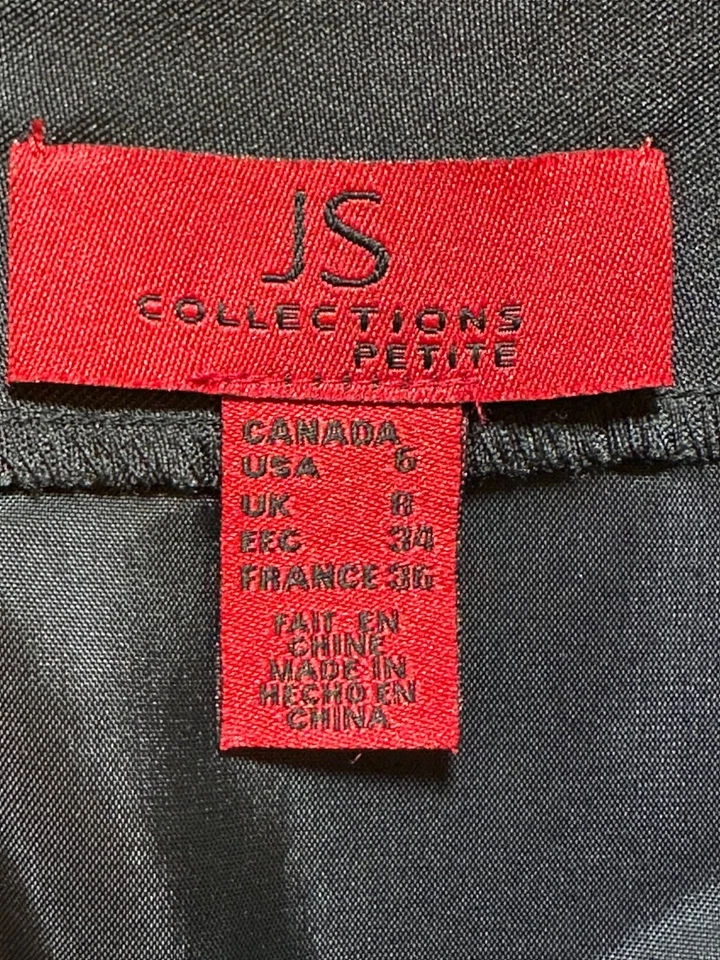 JS
COLLECTIONS
PETITE
CANADA
USA 6
UK 8
EEC 34
FRANCE 36
FAIT EN
CHINE
MADE IN
HECHO EN
CHINA